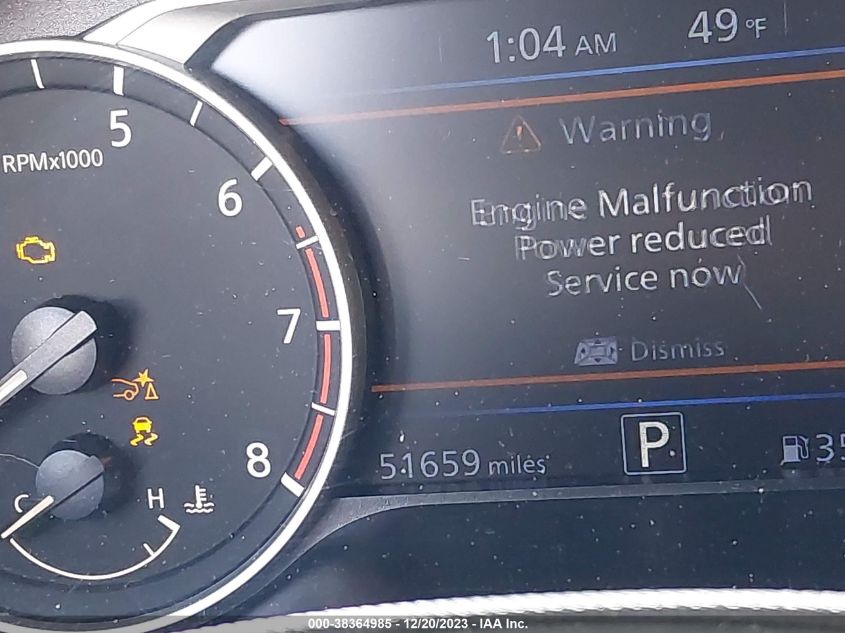 1:04 AM 49°F
Warning
Engine Malfunction
Power reduced
Service now
Dismiss
51659 miles P 35
5
RPMx1000
6
7
8
C H
000-38364985 - 12/20/2023 - IAA Inc.